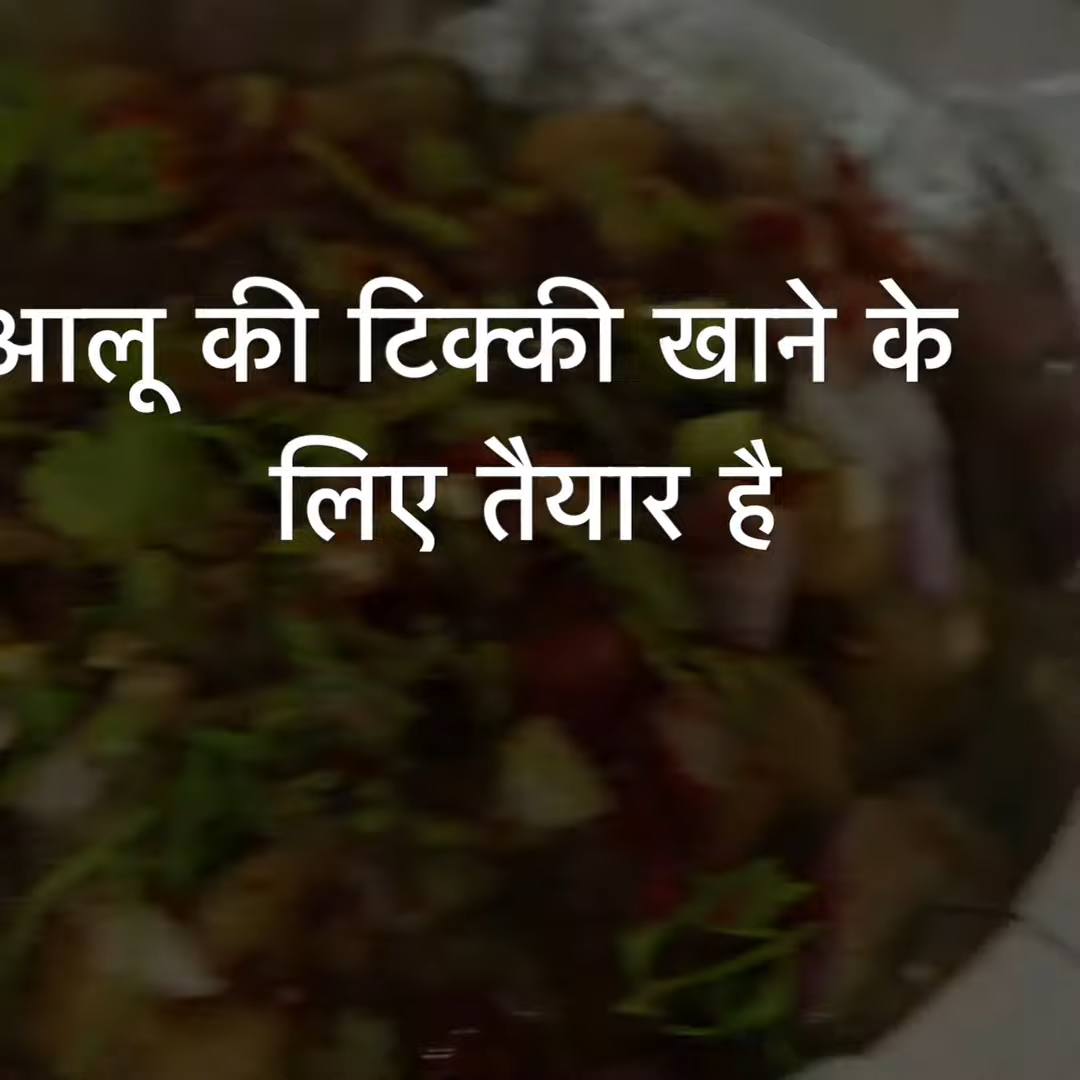 आलू की टिक्की खाने के
लिए तैयार है